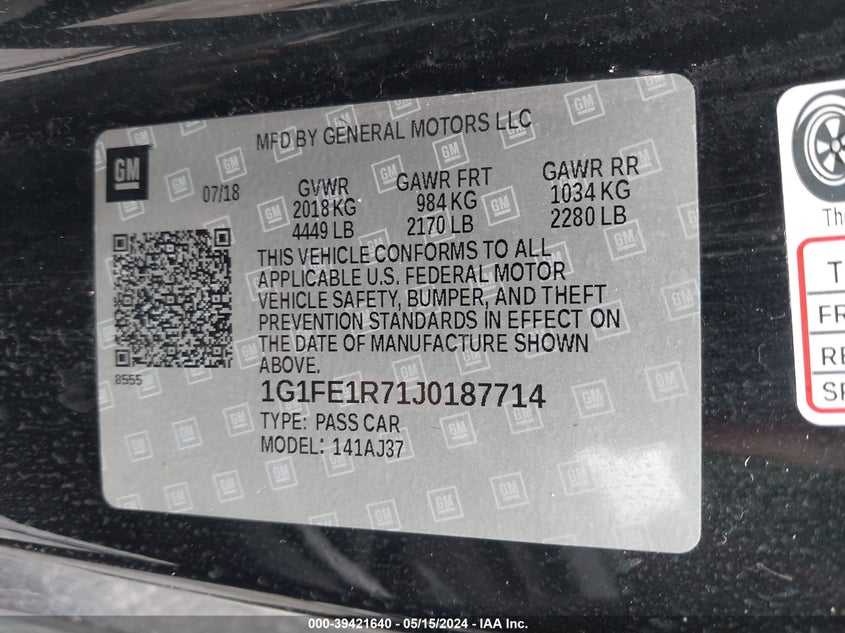 MFD BY GENERAL MOTORS LLC
GM
07/18
GVWR
2018 KG
4449 LB
GAWR FRT
984 KG
2170 LB
GAWR RR
1034 KG
2280 LB
THIS VEHICLE CONFORMS TO ALL
APPLICABLE U.S. FEDERAL MOTOR
VEHICLE SAFETY, BUMPER, AND THEFT
PREVENTION STANDARDS IN EFFECT ON
THE DATE OF MANUFACTURE SHOWN
ABOVE.
8555
1G1FE1R71J0187714
TYPE: PASS CAR
MODEL: 141AJ37
000-39421640 - 05/15/2024 - IAA Inc.